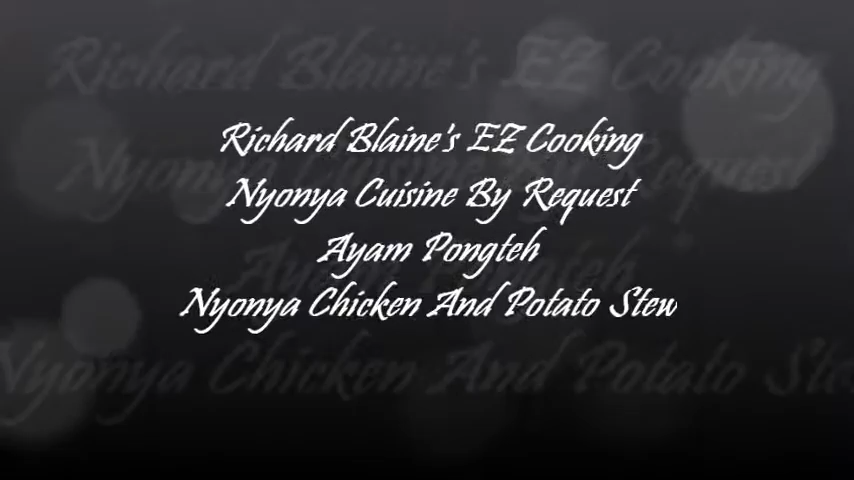 Richard Blaine's EZ Cooking
Nyonya Cuisine By Request
Ayam Pongteh
Nyonya Chicken And Potato Stew